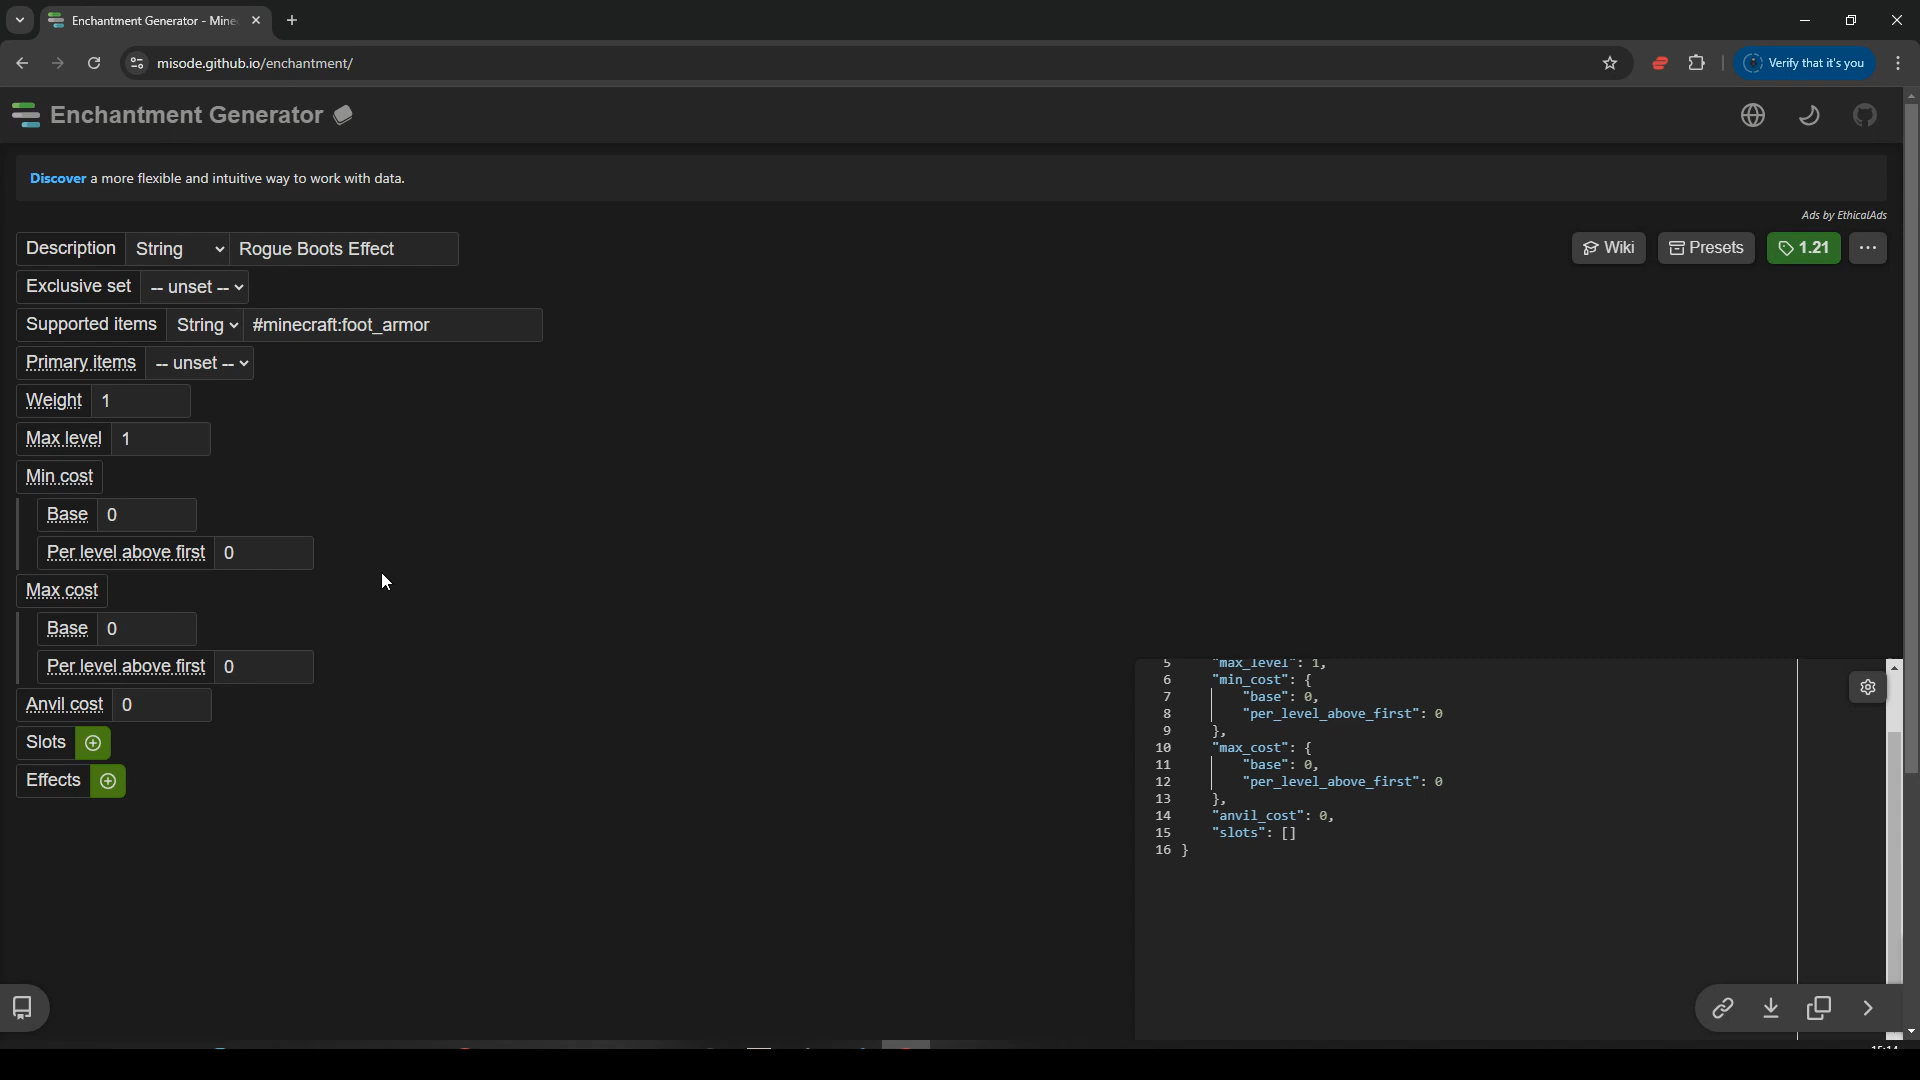 Enchantment Generator - Mine
misode.github.io/enchantment/
Verify that it's you
Enchantment Generator
Discover a more flexible and intuitive way to work with data.
Ads by EthicalAds
Description String Rogue Boots Effect
Wiki Presets 1.21
Exclusive set -- unset --
Supported items String #minecraft:foot_armor
Primary items -- unset --
Weight 1
Max level 1
Min cost
Base 0
Per level above first 0
Max cost
Base 0
Per level above first 0
Anvil cost 0
Slots
Effects
5 "max_level": 1,
6 "min_cost": {
7 "base": 0,
8 "per_level_above_first": 0
9 },
10 "max_cost": {
11 "base": 0,
12 "per_level_above_first": 0
13 },
14 "anvil_cost": 0,
15 "slots": []
16 }